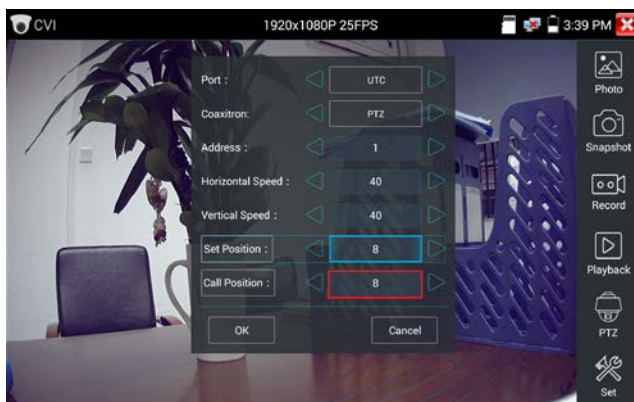 CVI 1920x1080P 25FPS 3:39 PM
Port : UTC
Coaxitron: PTZ
Address : 1
Horizontal Speed : 40
Vertical Speed : 40
Set Position : 8
Call Position : 8
OK Cancel
Photo
Snapshot
Record
Playback
PTZ
Set